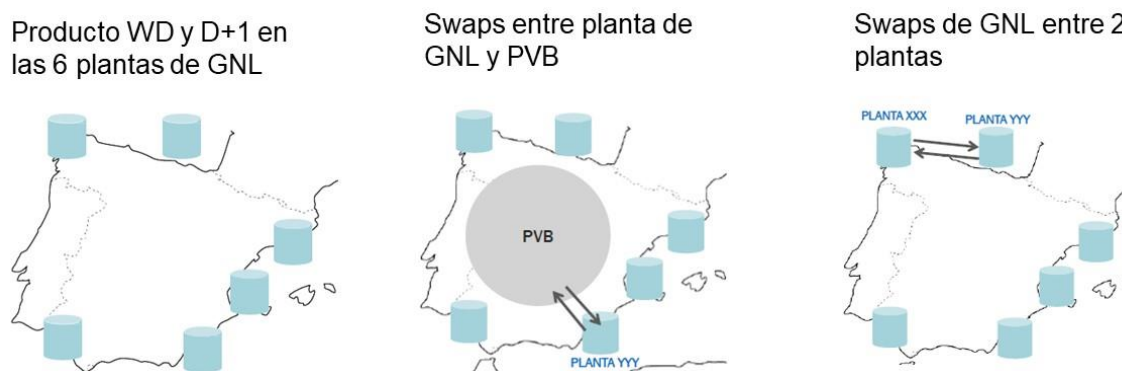 Producto WD y D+1 en
las 6 plantas de GNL
Swaps entre planta de
GNL y PVB
PVB
PLANTA YYY
Swaps de GNL entre 2
plantas
PLANTA XXX
PLANTA YYY